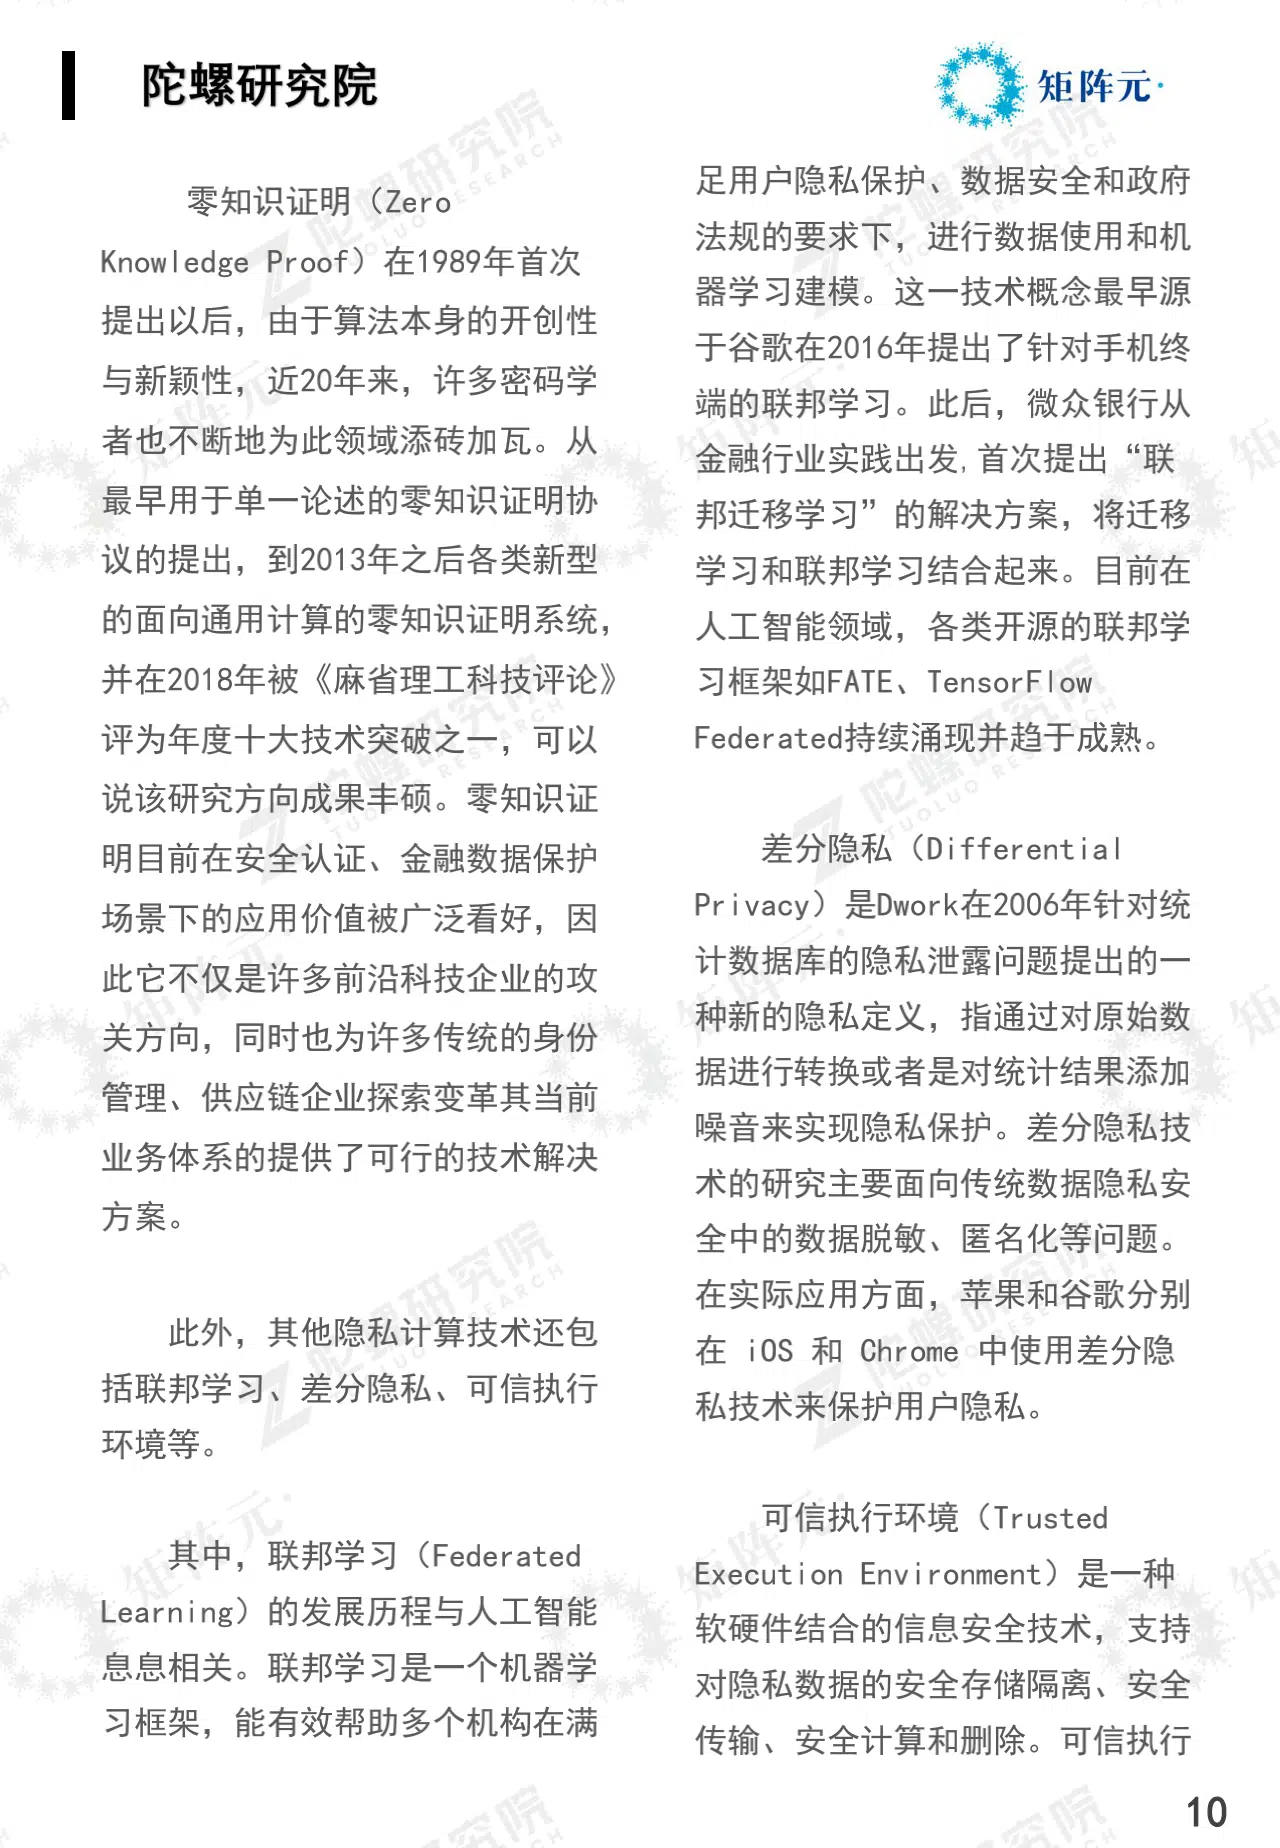 陀螺研究院
矩阵元
零知识证明（Zero
Knowledge Proof）在1989年首次
提出以后，由于算法本身的开创性
与新颖性，近20年来，许多密码学
者也不断地为此领域添砖加瓦。从
最早用于单一论述的零知识证明协
议的提出，到2013年之后各类新型
的面向通用计算的零知识证明系统，
并在2018年被《麻省理工科技评论》
评为年度十大技术突破之一，可以
说该研究方向成果丰硕。零知识证
明目前在安全认证、金融数据保护
场景下的应用价值被广泛看好，因
此它不仅是许多前沿科技企业的攻
关方向，同时也为许多传统的身份
管理、供应链企业探索变革其当前
业务体系的提供了可行的技术解决
方案。
此外，其他隐私计算技术还包
括联邦学习、差分隐私、可信执行
环境等。
其中，联邦学习（Federated
Learning）的发展历程与人工智能
息息相关。联邦学习是一个机器学
习框架，能有效帮助多个机构在满
足用户隐私保护、数据安全和政府
法规的要求下，进行数据使用和机
器学习建模。这一技术概念最早源
于谷歌在2016年提出了针对手机终
端的联邦学习。此后，微众银行从
金融行业实践出发,首次提出“联
邦迁移学习”的解决方案，将迁移
学习和联邦学习结合起来。目前在
人工智能领域，各类开源的联邦学
习框架如FATE、TensorFlow
Federated持续涌现并趋于成熟。
差分隐私（Differential
Privacy）是Dwork在2006年针对统
计数据库的隐私泄露问题提出的一
种新的隐私定义，指通过对原始数
据进行转换或者是对统计结果添加
噪音来实现隐私保护。差分隐私技
术的研究主要面向传统数据隐私安
全中的数据脱敏、匿名化等问题。
在实际应用方面，苹果和谷歌分别
在 iOS 和 Chrome 中使用差分隐
私技术来保护用户隐私。
可信执行环境（Trusted
Execution Environment）是一种
软硬件结合的信息安全技术，支持
对隐私数据的安全存储隔离、安全
传输、安全计算和删除。可信执行
10